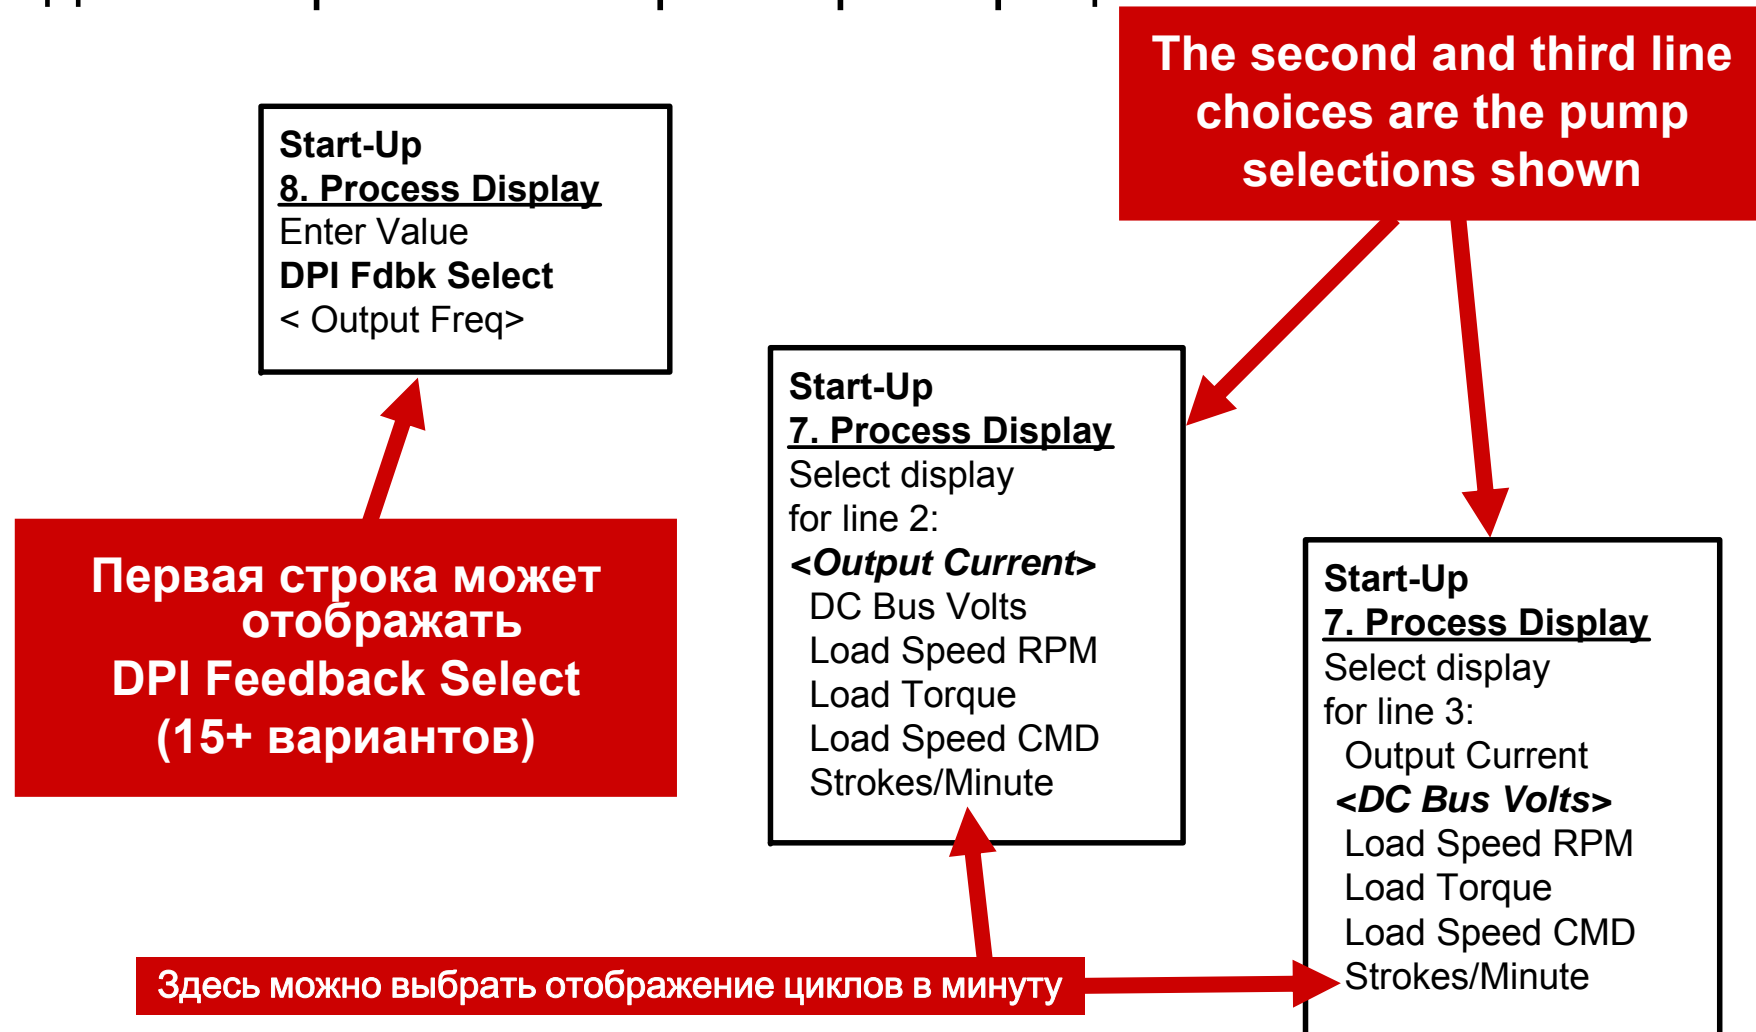 The second and third line
choices are the pump
selections shown
Start-Up
8. Process Display
Enter Value
DPI Fdbk Select
< Output Freq>
Start-Up
7. Process Display
Select display
for line 2:
<Output Current>
DC Bus Volts
Load Speed RPM
Load Torque
Load Speed CMD
Strokes/Minute
Первая строка может
отображать
DPI Feedback Select
(15+ вариантов)
Start-Up
7. Process Display
Select display
for line 3:
Output Current
<DC Bus Volts>
Load Speed RPM
Load Torque
Load Speed CMD
Strokes/Minute
Здесь можно выбрать отображение циклов в минуту